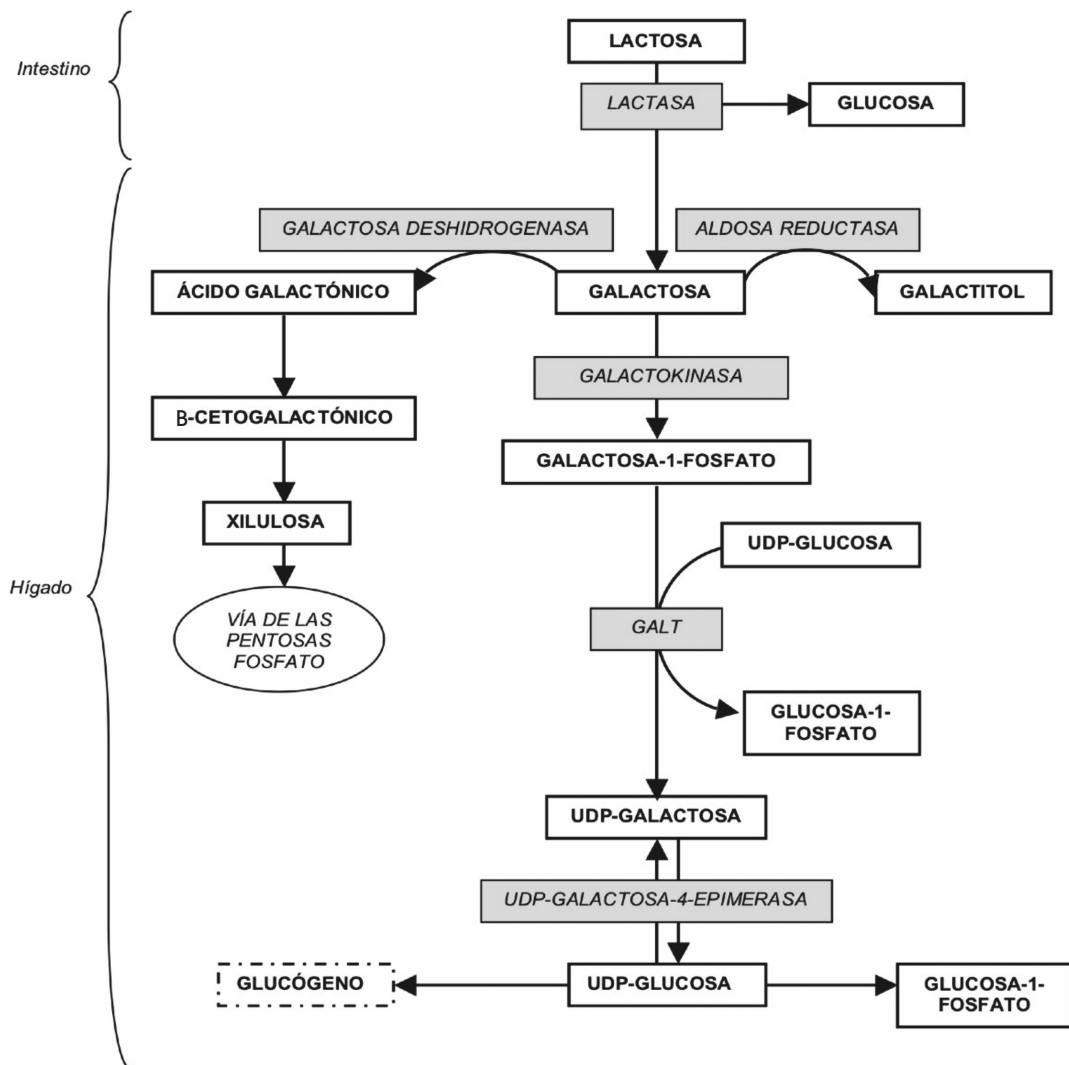 LACTOSA
Intestino
LACTASA
GLUCOSA
GALACTOSA DESHIDROGENASA
ALDOSA REDUCTASA
ÁCIDO GALACTÓNICO
GALACTOSA
GALACTITOL
GALACTOKINASA
B-CETOGALACTÓNICO
GALACTOSA-1-FOSFATO
XILULOSA
UDP-GLUCOSA
Hígado
VÍA DE LAS
PENTOSAS
FOSFATO
GALT
GLUCOSA-1-
FOSFATO
UDP-GALACTOSA
UDP-GALACTOSA-4-EPIMERASA
GLUCÓGENO
UDP-GLUCOSA
GLUCOSA-1-
FOSFATO